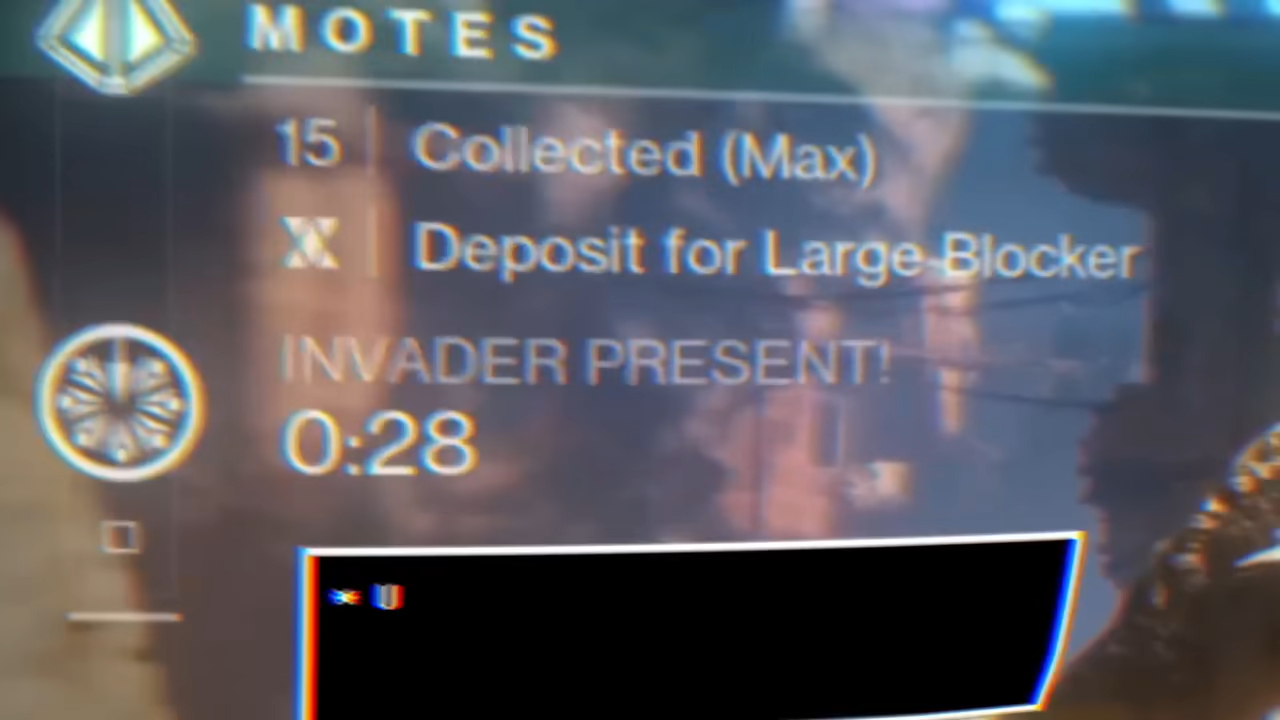 MOTES
15 Collected (Max)
X Deposit for Large Blocker
INVADER PRESENT!
0:28